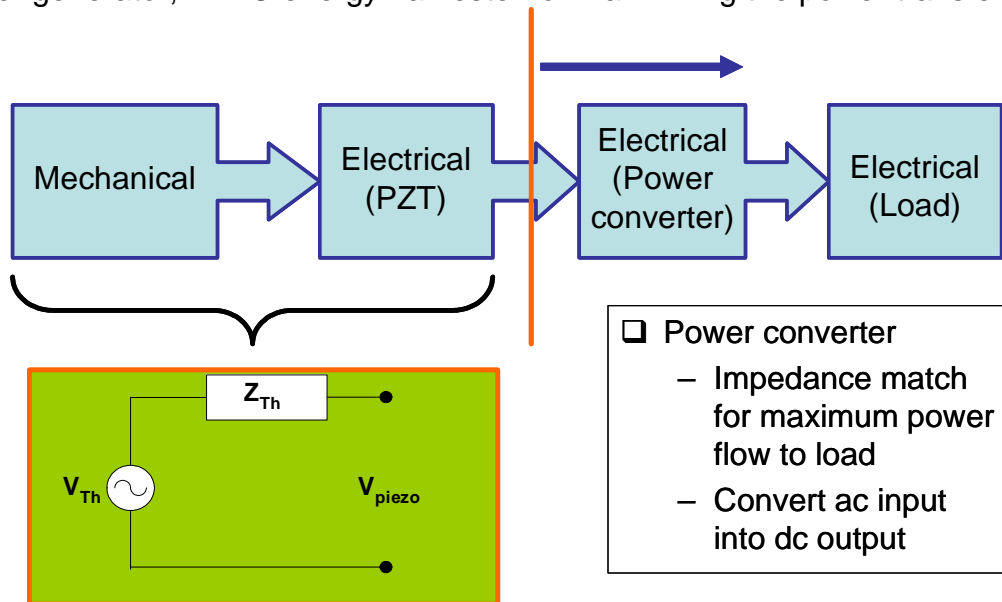 Mechanical
Electrical
(PZT)
Electrical
(Power
converter)
Electrical
(Load)
Z_Th
V_Th
V_piezo
❑ Power converter
– Impedance match
for maximum power
flow to load
– Convert ac input
into dc output